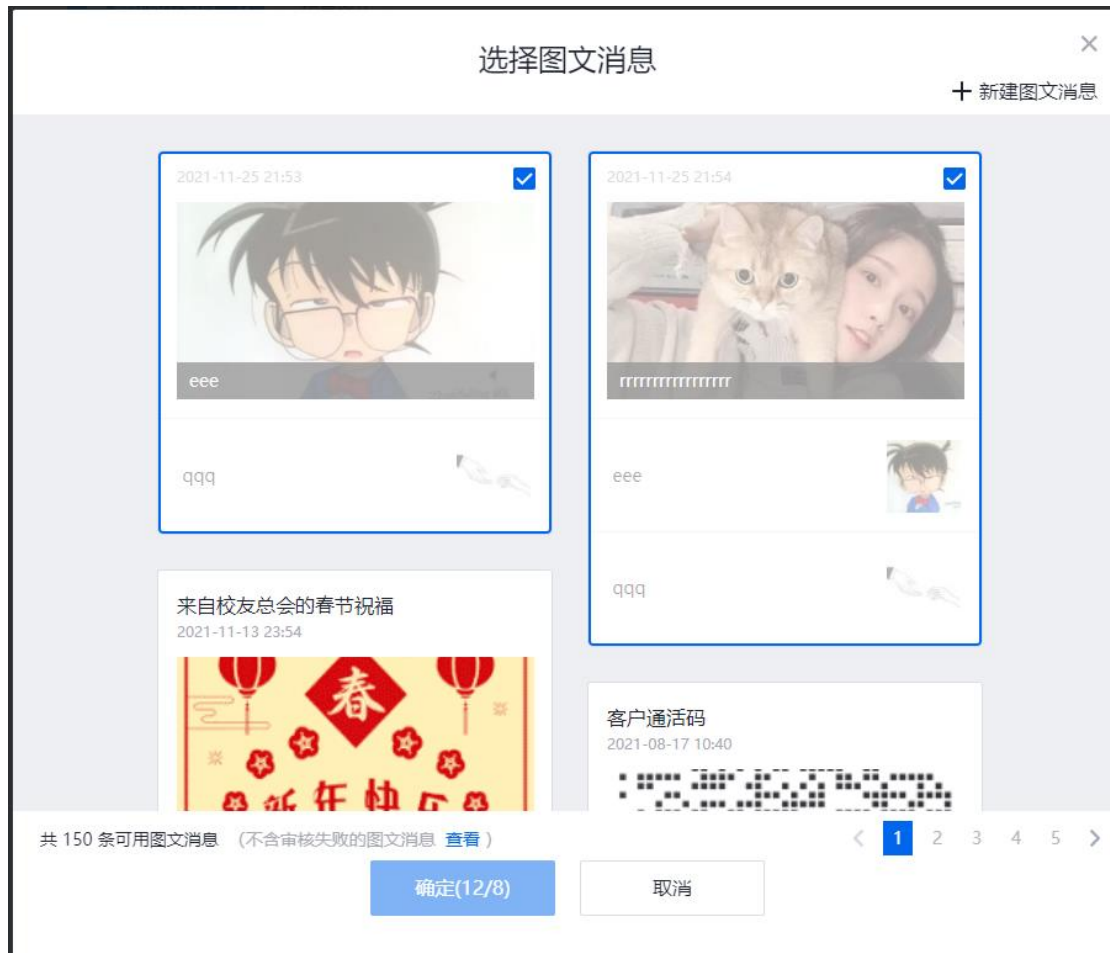 选择图文消息
×
+ 新建图文消息
2021-11-25 21:53
eee
qqq
2021-11-25 21:54
rrrrrrrrrrrrrrrrr
eee
qqq
来自校友总会的春节祝福
2021-11-13 23:54
春
新年快乐
客户通活码
2021-08-17 10:40
共 150 条可用图文消息 (不含审核失败的图文消息 查看 )
< 1 2 3 4 5 >
确定(12/8)
取消